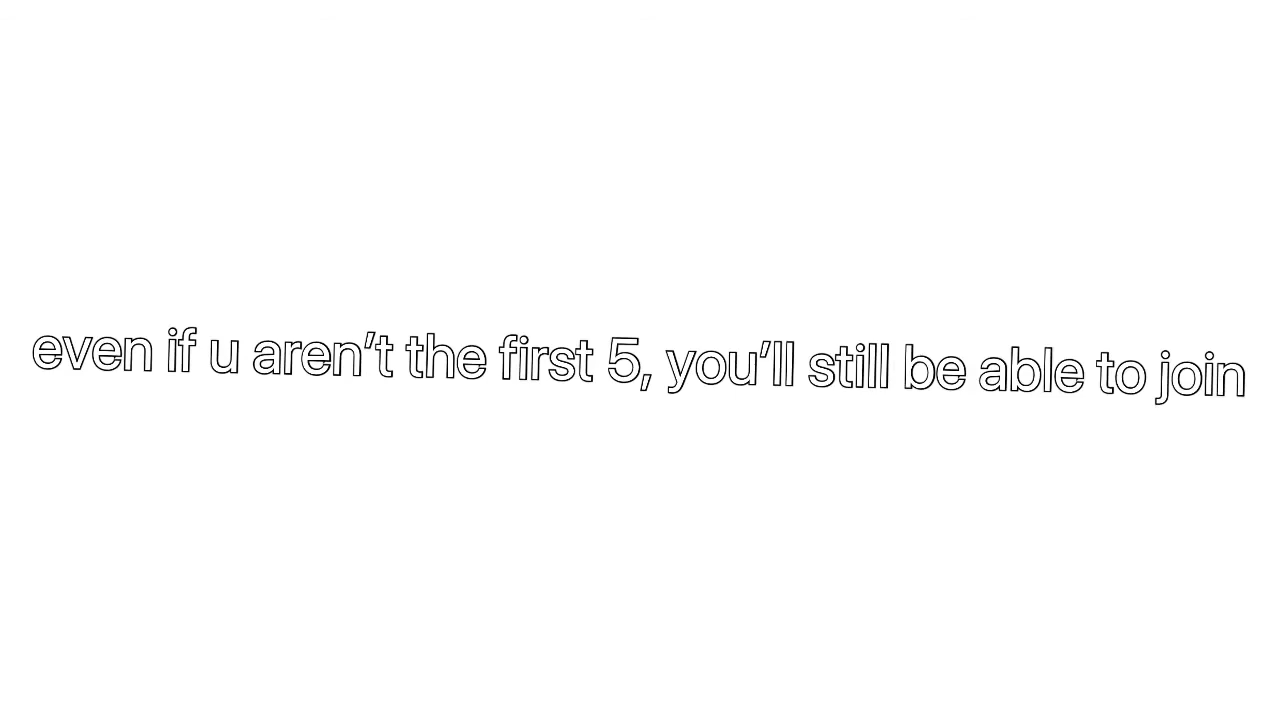 even if u aren’t the first 5, you’ll still be able to join